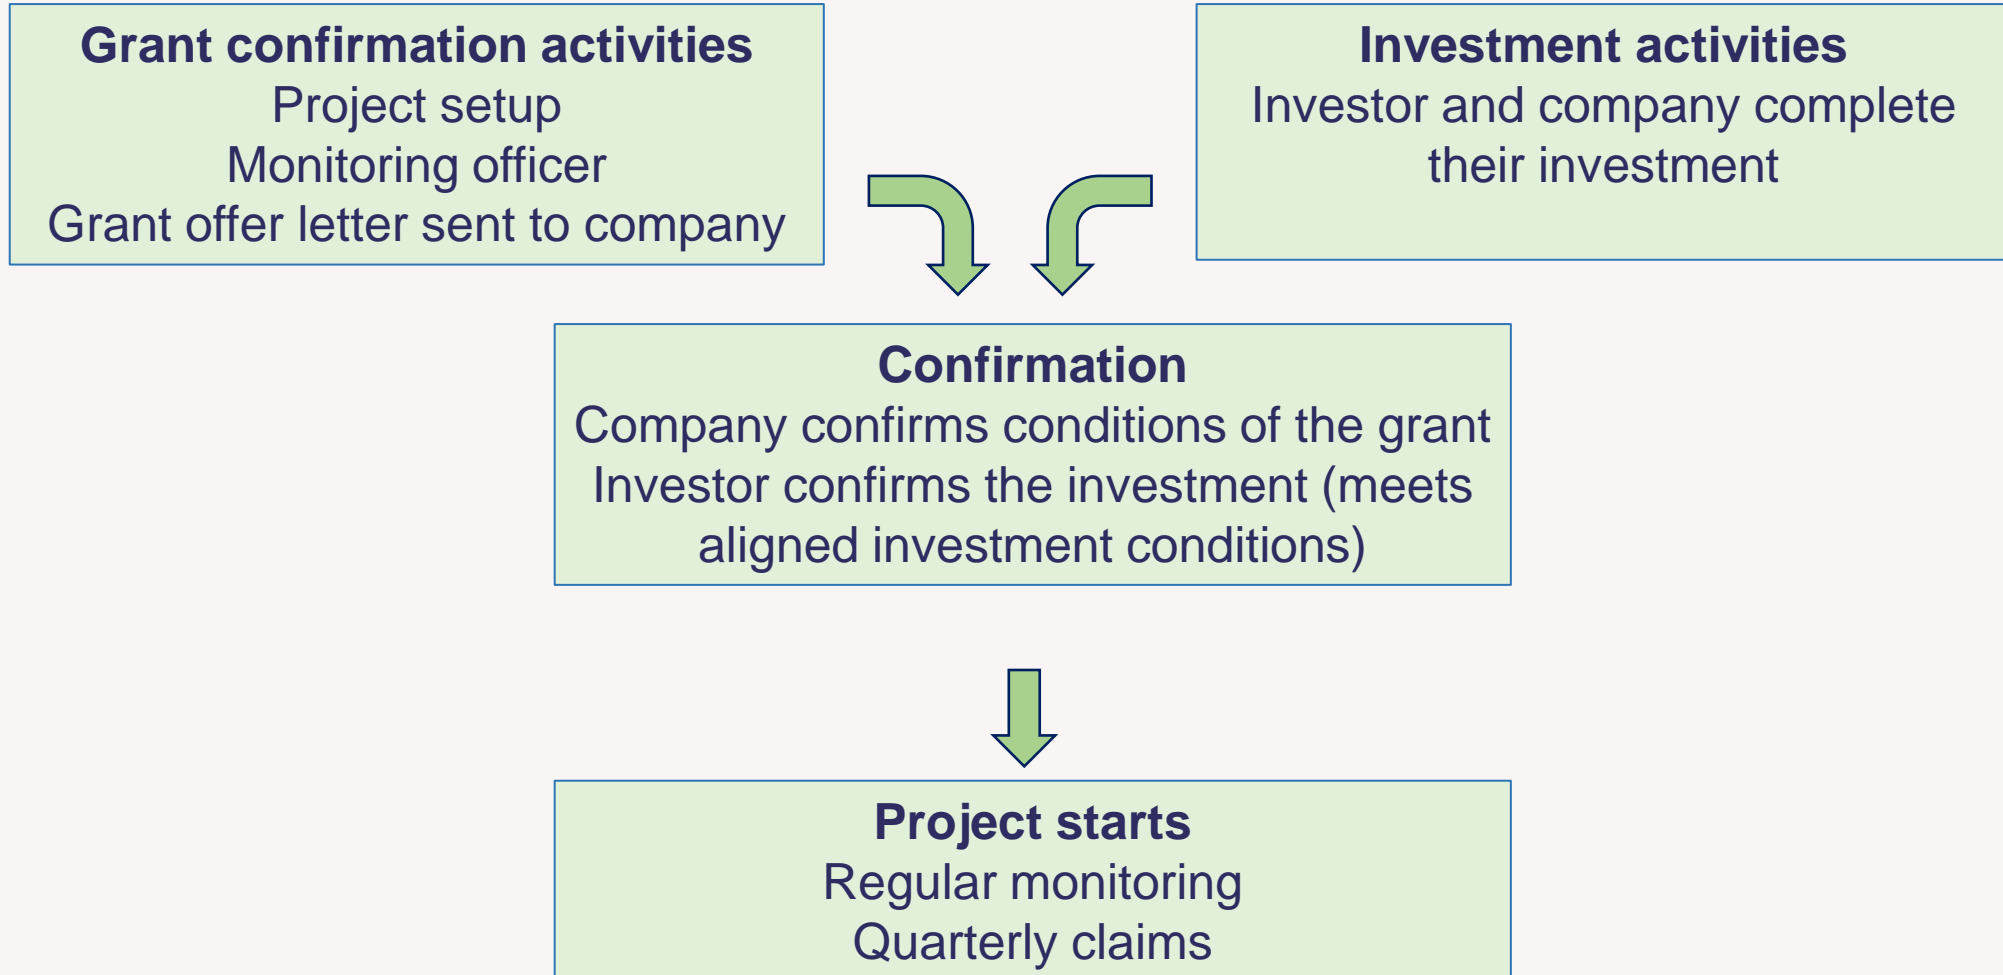 Grant confirmation activities
Project setup
Monitoring officer
Grant offer letter sent to company
Investment activities
Investor and company complete
their investment
Confirmation
Company confirms conditions of the grant
Investor confirms the investment (meets
aligned investment conditions)
Project starts
Regular monitoring
Quarterly claims